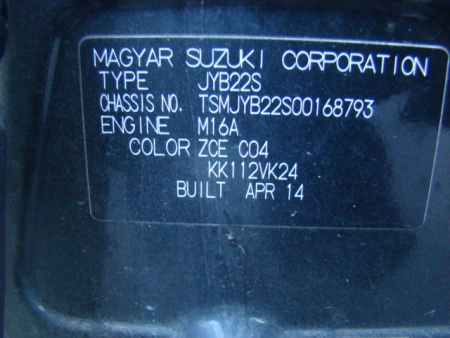 MAGYAR SUZUKI CORPORATION
TYPE JYB22S
CHASSIS NO. TSMJYB22S00168793
ENGINE M16A
COLOR ZCE C04
KK112VK24
BUILT APR 14